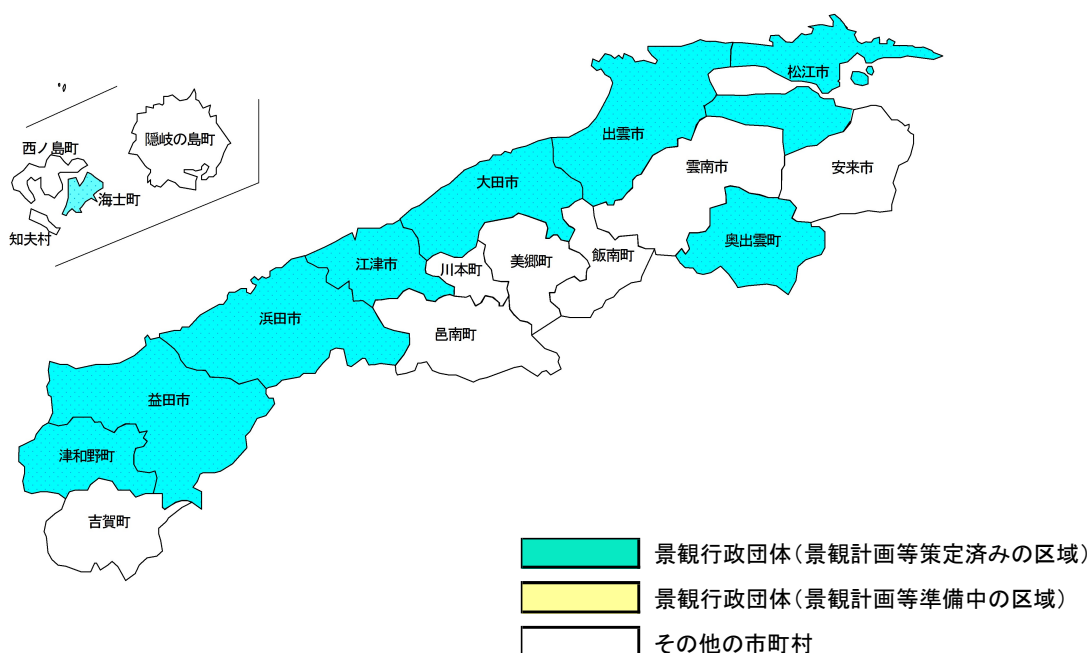 松江市
出雲市
隠岐の島町
西ノ島町
雲南市
安来市
大田市
海士町
知夫村
奥出雲町
飯南町
美郷町
江津市
川本町
浜田市
邑南町
益田市
津和野町
吉賀町
景観行政団体(景観計画等策定済みの区域)
景観行政団体(景観計画等準備中の区域)
その他の市町村